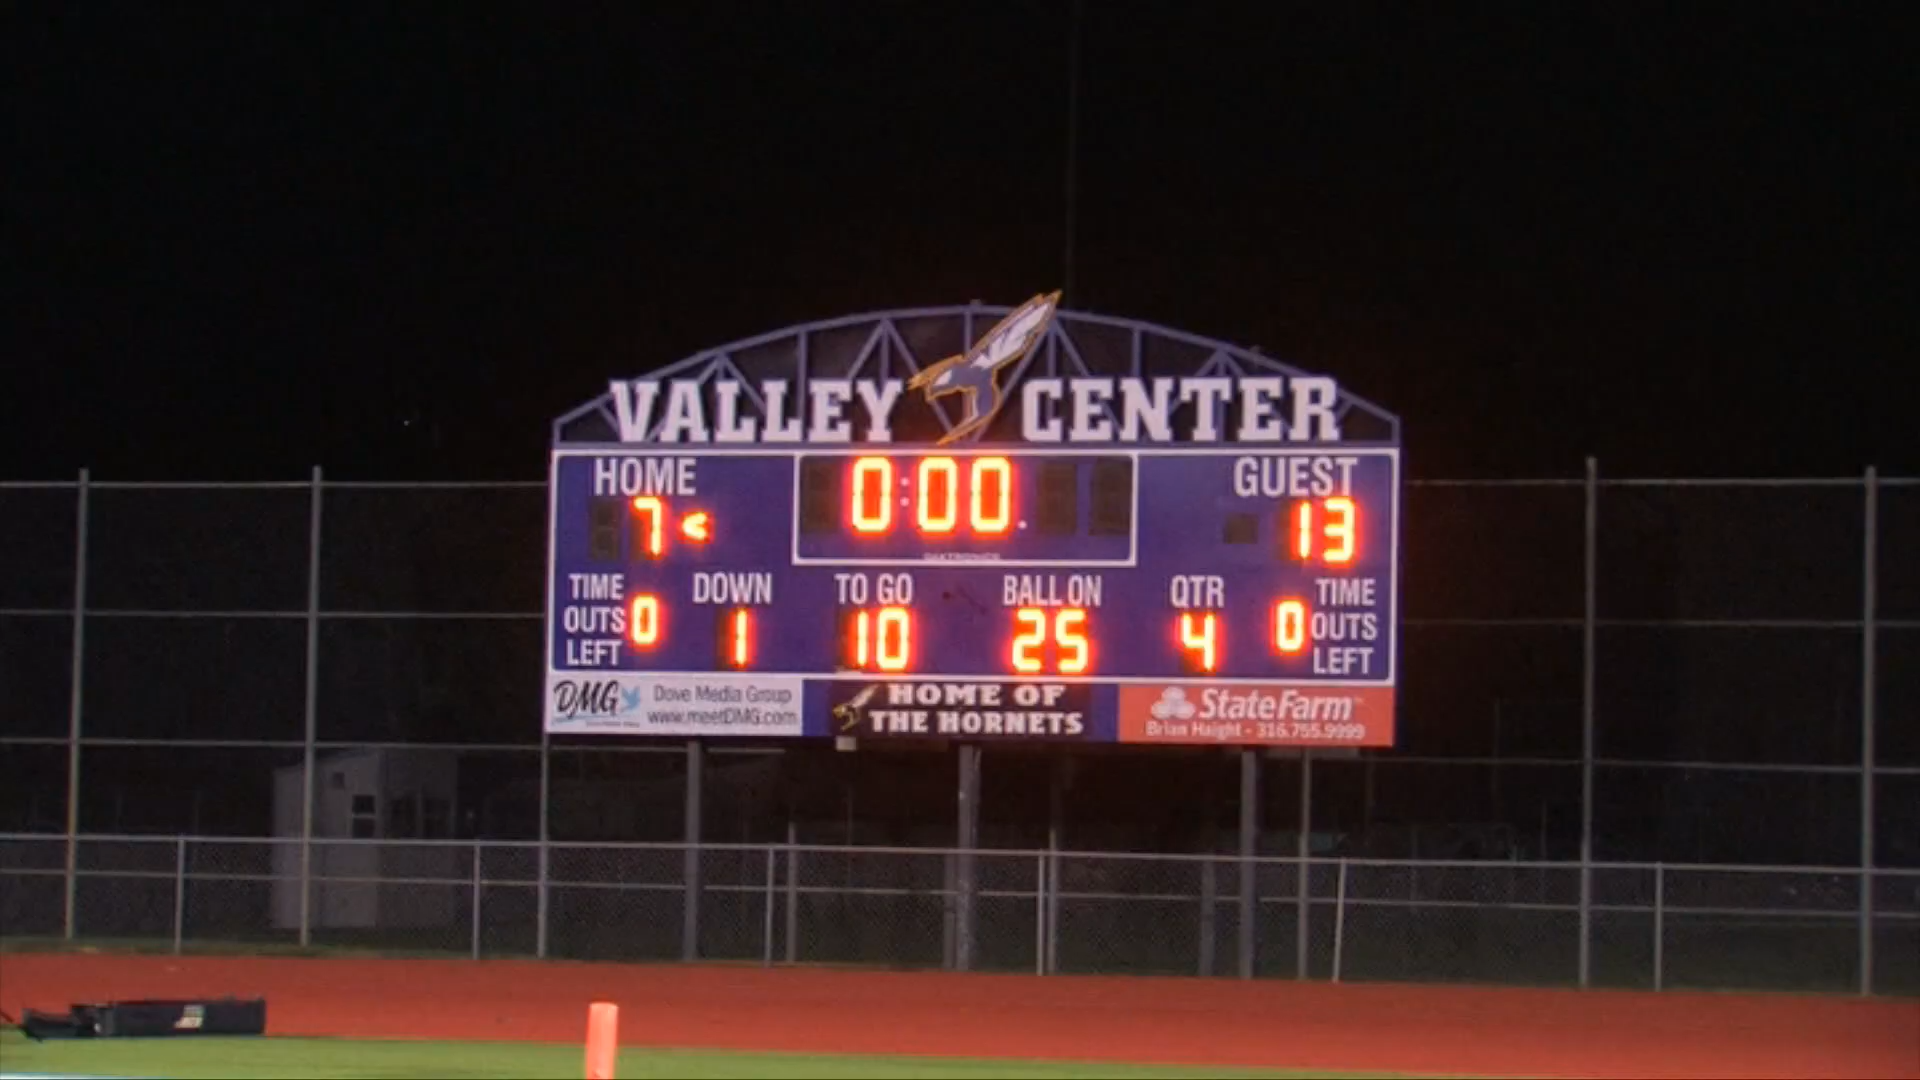 VALLEY CENTER
HOME
7 <
0:00.
GUEST
13
DAKTRONICS
TIME OUTS LEFT 0
DOWN
1
TO GO
10
BALL ON
25
QTR
4
0 TIME OUTS LEFT
DMG
Dove Media Group
www.meetDMG.com
HOME OF
THE HORNETS
StateFarm
Brian Haight - 316.755.9999